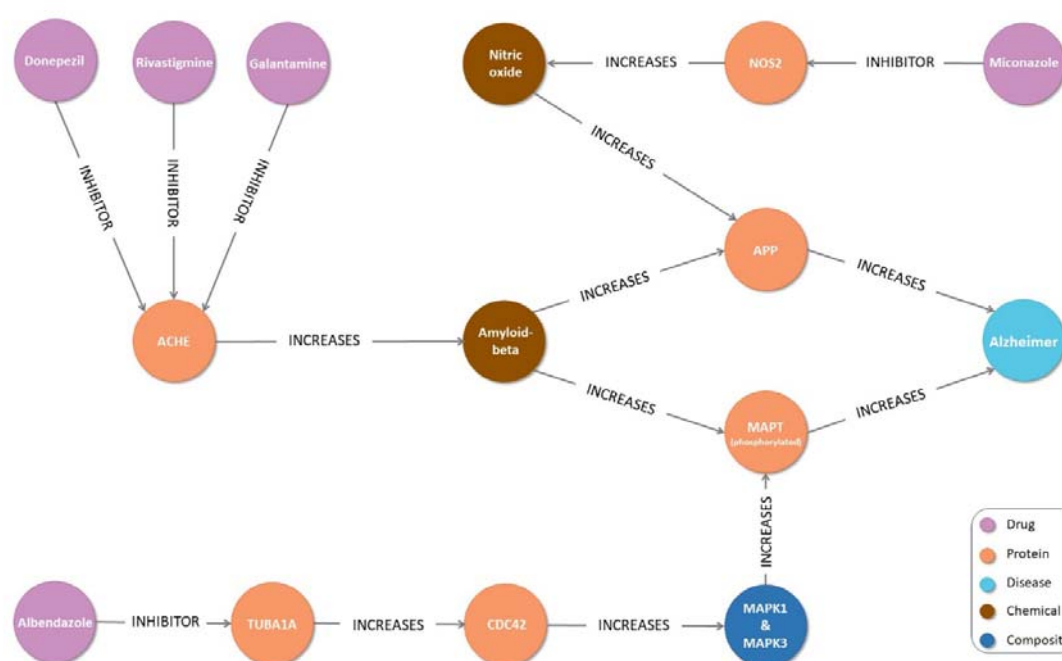 Donepezil
Rivastigmine
Galantamine
Nitric
oxide
INCREASES
NOS2
INHIBITOR
Miconazole
INHIBITOR
INHIBITOR
INHIBITOR
INCREASES
APP
INCREASES
INCREASES
ACHE
INCREASES
Amyloid-
beta
Alzheimer
INCREASES
INCREASES
MAPT
(phosphorylated)
INCREASES
Drug
Protein
Disease
Chemical
Composit
Albendazole
INHIBITOR
TUBA1A
INCREASES
CDC42
INCREASES
MAPK1
&
MAPK3